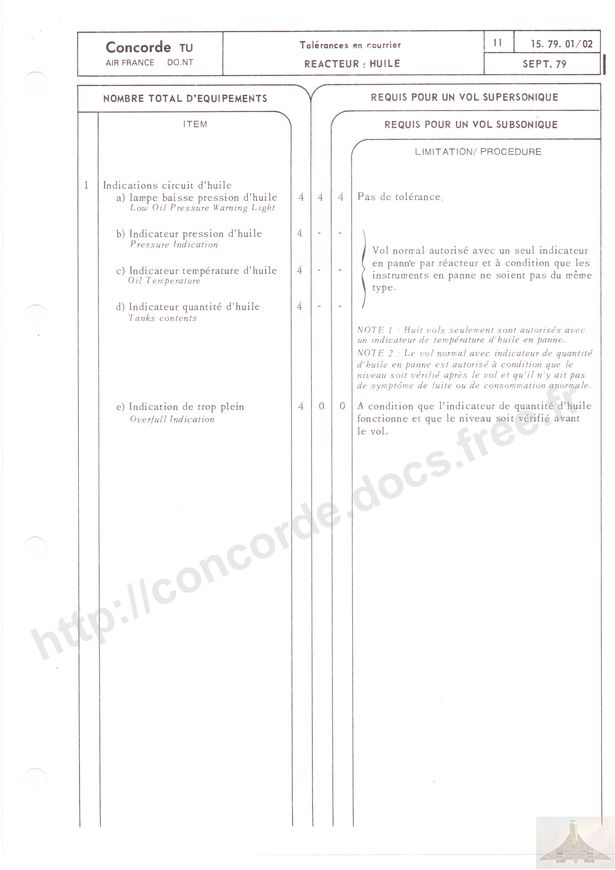 Concorde TU
AIR FRANCE DO.NT
Tolérances en courrier
REACTEUR : HUILE
II
15. 79. 01/02
SEPT. 79
NOMBRE TOTAL D'EQUIPEMENTS
REQUIS POUR UN VOL SUPERSONIQUE
REQUIS POUR UN VOL SUBSONIQUE
ITEM
LIMITATION/ PROCEDURE
1 Indications circuit d'huile
a) lampe baisse pression d'huile 4 4 4 Pas de tolérance.
Low Oil Pressure Warning Light
b) Indicateur pression d'huile 4 - -
Pressure Indication
c) Indicateur température d'huile 4 - -
Oil Temperature
d) Indicateur quantité d'huile 4 - -
Tanks contents
Vol normal autorisé avec un seul indicateur
en panne par réacteur et à condition que les
instruments en panne ne soient pas du même
type.
NOTE 1 : Huit vols seulement sont autorisés avec
un indicateur de température d'huile en panne.
NOTE 2 : Le vol normal avec indicateur de quantité
d'huile en panne est autorisé à condition que le
niveau soit vérifié après le vol et qu'il n'y ait pas
de symptôme de fuite ou de consommation anormale.
e) Indication de trop plein 4 0 0 A condition que l'indicateur de quantité d'huile
Overfull Indication
fonctionne et que le niveau soit vérifié avant
le vol.
http://concorde.docs.free.fr